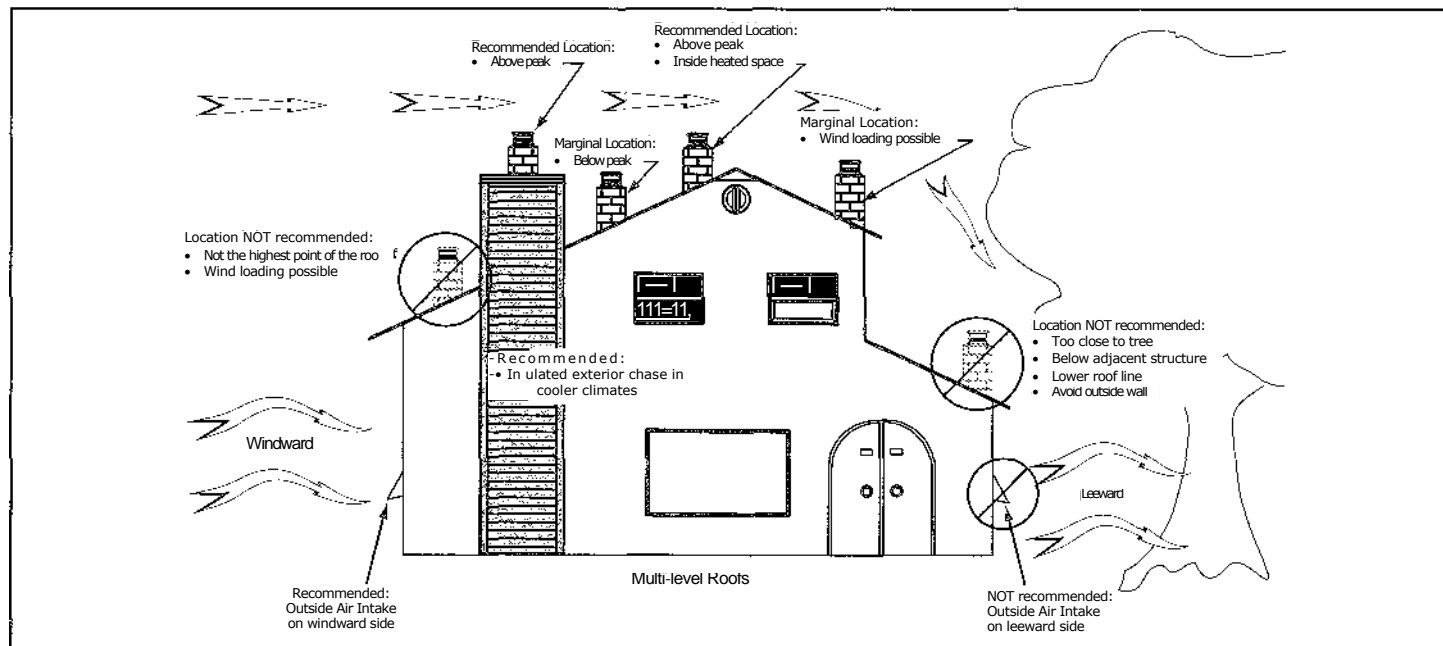 Recommended Location:
• Above peak
Recommended Location:
• Above peak
• Inside heated space
Marginal Location:
• Below peak
Marginal Location:
• Wind loading possible
Location NOT recommended:
• Not the highest point of the roo f
• Wind loading possible
111=11,
Location NOT recommended:
• Too close to tree
• Below adjacent structure
• Lower roof line
• Avoid outside wall
-Recommended:
-• In ulated exterior chase in
cooler climates
Windward
Leeward
Multi-level Roofs
Recommended:
Outside Air Intake
on windward side
NOT recommended:
Outside Air Intake
on leeward side